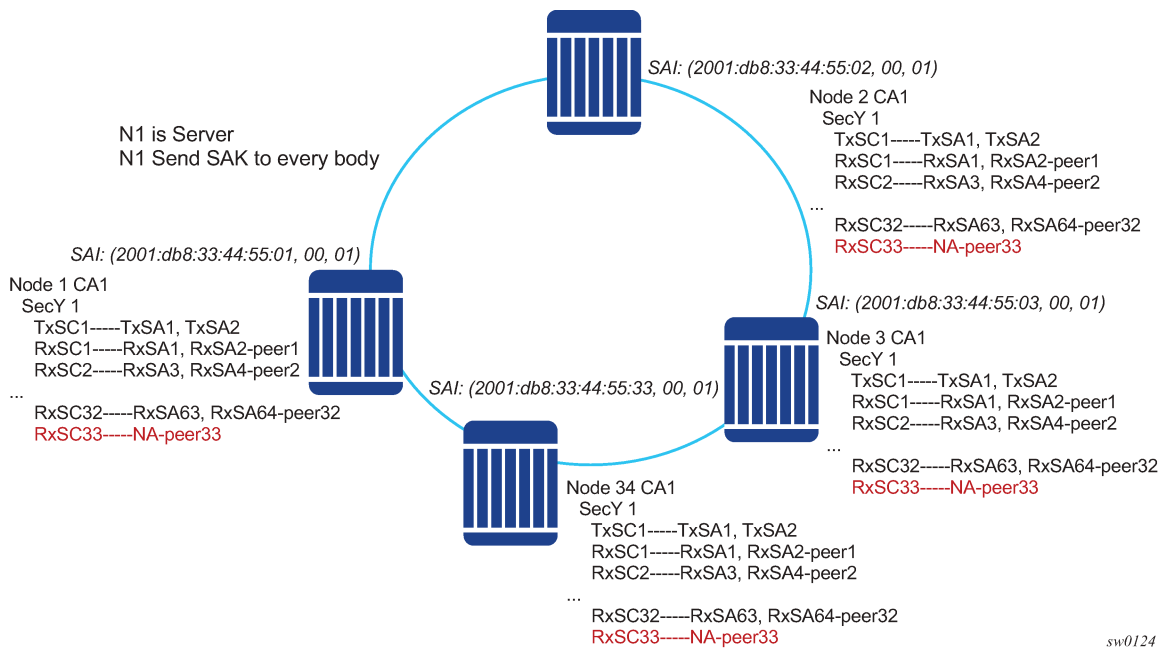 SAI: (2001:db8:33:44:55:02, 00, 01)
Node 2 CA1
SecY 1
TxSC1-----TxSA1, TxSA2
RxSC1-----RxSA1, RxSA2-peer1
RxSC2-----RxSA3, RxSA4-peer2
...
RxSC32-----RxSA63, RxSA64-peer32
RxSC33-----NA-peer33
N1 is Server
N1 Send SAK to every body
SAI: (2001:db8:33:44:55:01, 00, 01)
Node 1 CA1
SecY 1
TxSC1-----TxSA1, TxSA2
RxSC1-----RxSA1, RxSA2-peer1
RxSC2-----RxSA3, RxSA4-peer2
...
RxSC32-----RxSA63, RxSA64-peer32
RxSC33-----NA-peer33
SAI: (2001:db8:33:44:55:03, 00, 01)
Node 3 CA1
SecY 1
TxSC1-----TxSA1, TxSA2
RxSC1-----RxSA1, RxSA2-peer1
RxSC2-----RxSA3, RxSA4-peer2
...
RxSC32-----RxSA63, RxSA64-peer32
RxSC33-----NA-peer33
SAI: (2001:db8:33:44:55:33, 00, 01)
Node 34 CA1
SecY 1
TxSC1-----TxSA1, TxSA2
RxSC1-----RxSA1, RxSA2-peer1
RxSC2-----RxSA3, RxSA4-peer2
...
RxSC32-----RxSA63, RxSA64-peer32
RxSC33-----NA-peer33
sw0124